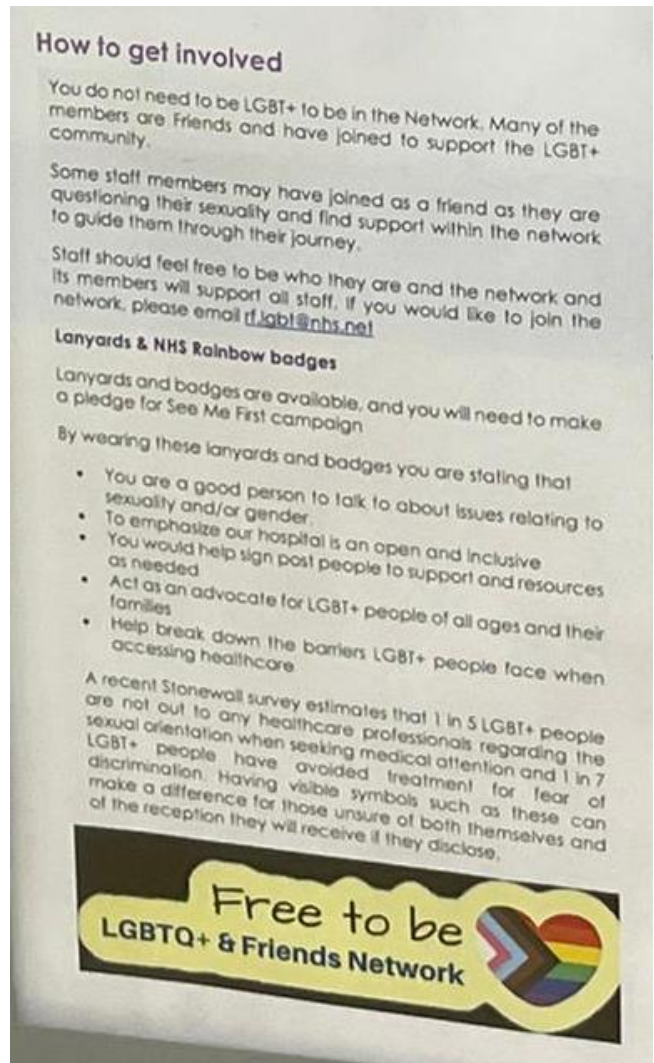 How to get involved
You do not need to be LGBT+ to be in the Network. Many of the
members are Friends and have joined to support the LGBT+
community.
Some staff members may have joined as a friend as they are
questioning their sexuality and find support within the network
to guide them through their journey.
Staff should feel free to be who they are and the network and
its members will support all staff. If you would like to join the
network, please email rf.lgbt@nhs.net
Lanyards & NHS Rainbow badges
Lanyards and badges are available, and you will need to make
a pledge for See Me First campaign
By wearing these lanyards and badges you are stating that
• You are a good person to talk to about issues relating to
sexuality and/or gender.
• To emphasize our hospital is an open and inclusive
• You would help sign post people to support and resources
as needed
• Act as an advocate for LGBT+ people of all ages and their
families
• Help break down the barriers LGBT+ people face when
accessing healthcare
A recent Stonewall survey estimates that 1 in 5 LGBT+ people
are not out to any healthcare professionals regarding the
sexual orientation when seeking medical attention and 1 in 7
LGBT+ people have avoided treatment for fear of
discrimination. Having visible symbols such as these can
make a difference for those unsure of both themselves and
of the reception they will receive if they disclose.
Free to be
LGBTQ+ & Friends Network